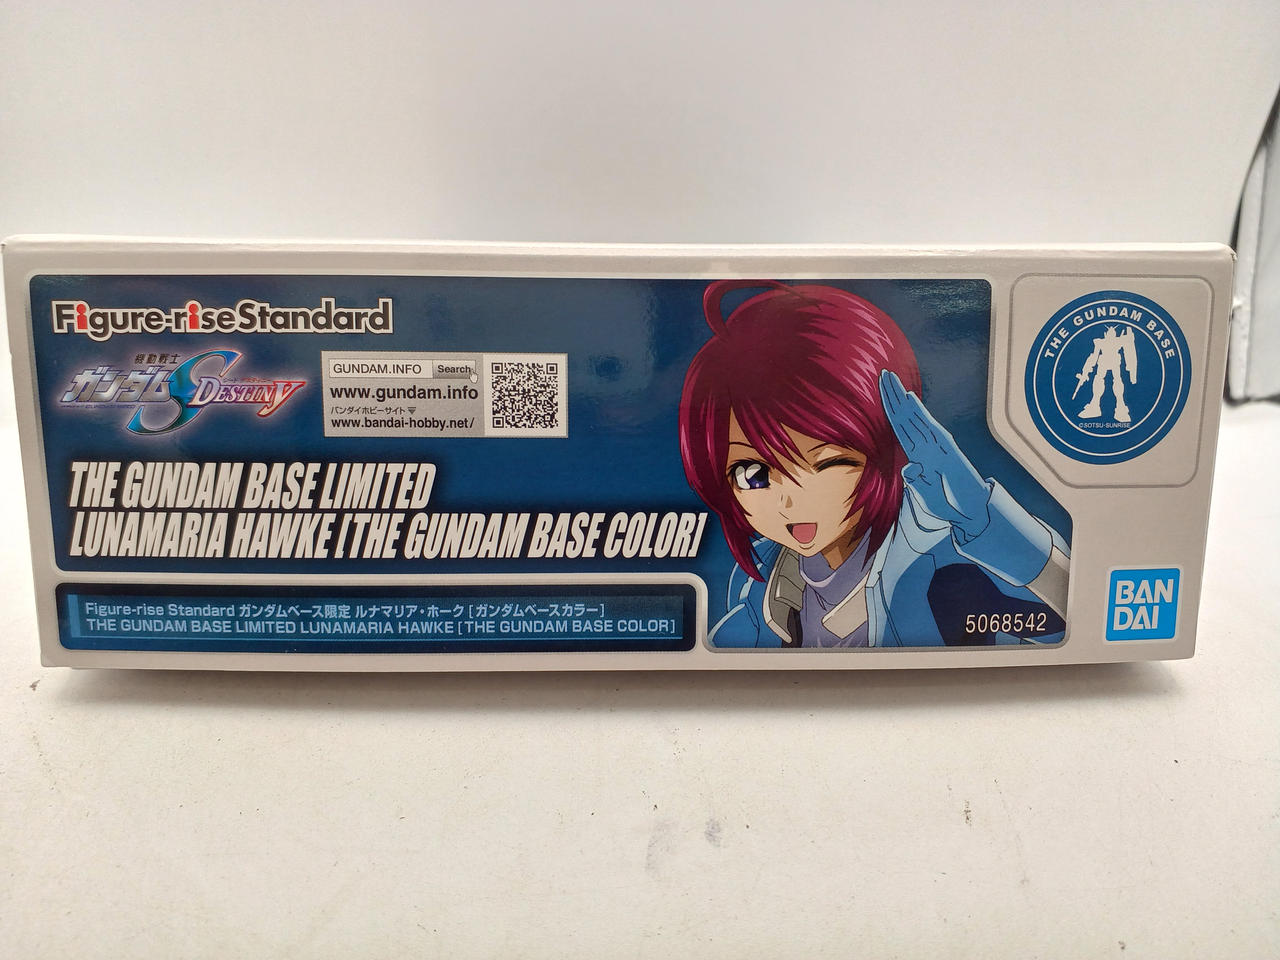 Figure-riseStandard
機動戦士
ガンダムSEED DESTINY
GUNDAM.INFO Search
www.gundam.info
バンダイホビーサイト
www.bandai-hobby.net/
THE GUNDAM BASE LIMITED
LUNAMARIA HAWKE [THE GUNDAM BASE COLOR]
Figure-rise Standard ガンダムベース限定 ルナマリア・ホーク [ガンダムベースカラー]
THE GUNDAM BASE LIMITED LUNAMARIA HAWKE [THE GUNDAM BASE COLOR]
5068542
THE GUNDAM BASE
©SOTSU・SUNRISE
BAN
DAI